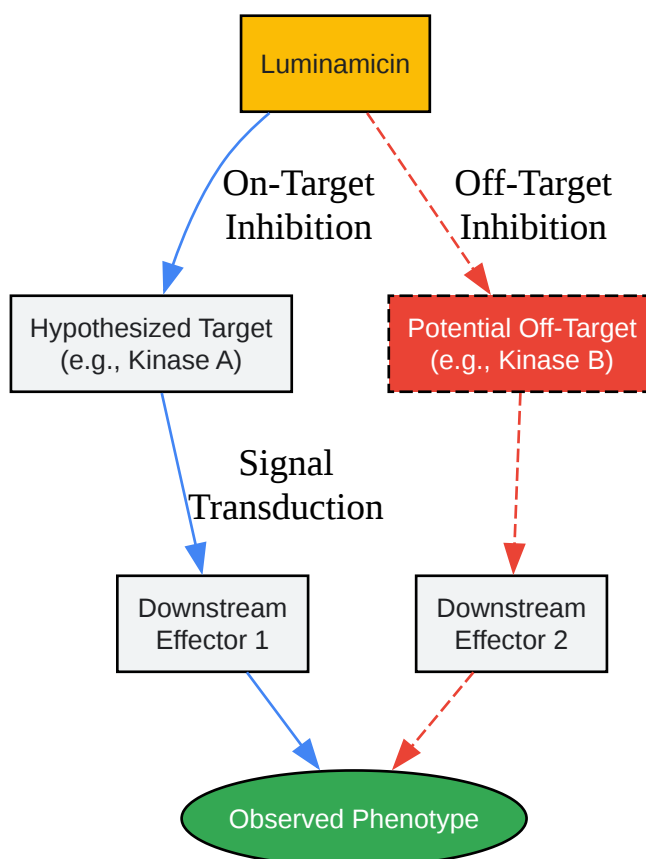 Luminamicin
On-Target
Inhibition
Off-Target
Inhibition
Hypothesized Target
(e.g., Kinase A)
Potential Off-Target
(e.g., Kinase B)
Signal
Transduction
Downstream
Effector 1
Downstream
Effector 2
Observed Phenotype